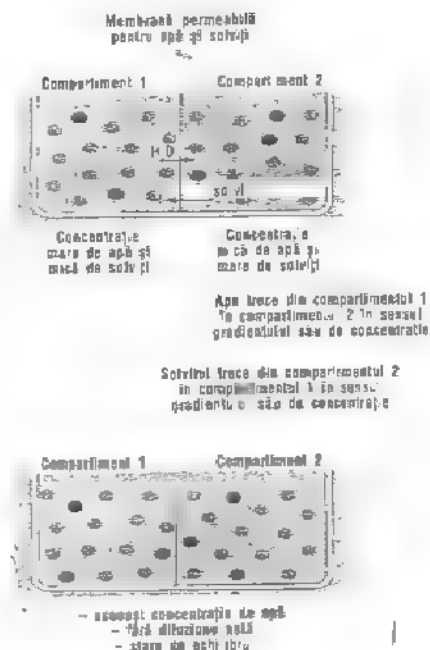 Membrană permeabilă
pentru apă și solviți
Compartiment 1
Compartiment 2
Concentrație
mare de apă și
mică de solviți
Concentrație
mică de apă și
mare de solviți
Apa trece din compartimentul 1
în compartimentul 2 în sensul
gradientului său de concentrație
Solvitul trece din compartimentul 2
în compartimentul 1 în sensul
gradientului său de concentrație
Compartiment 1
Compartiment 2
– aceeași concentrație de apă
– fără difuziune netă
– stare de echilibru